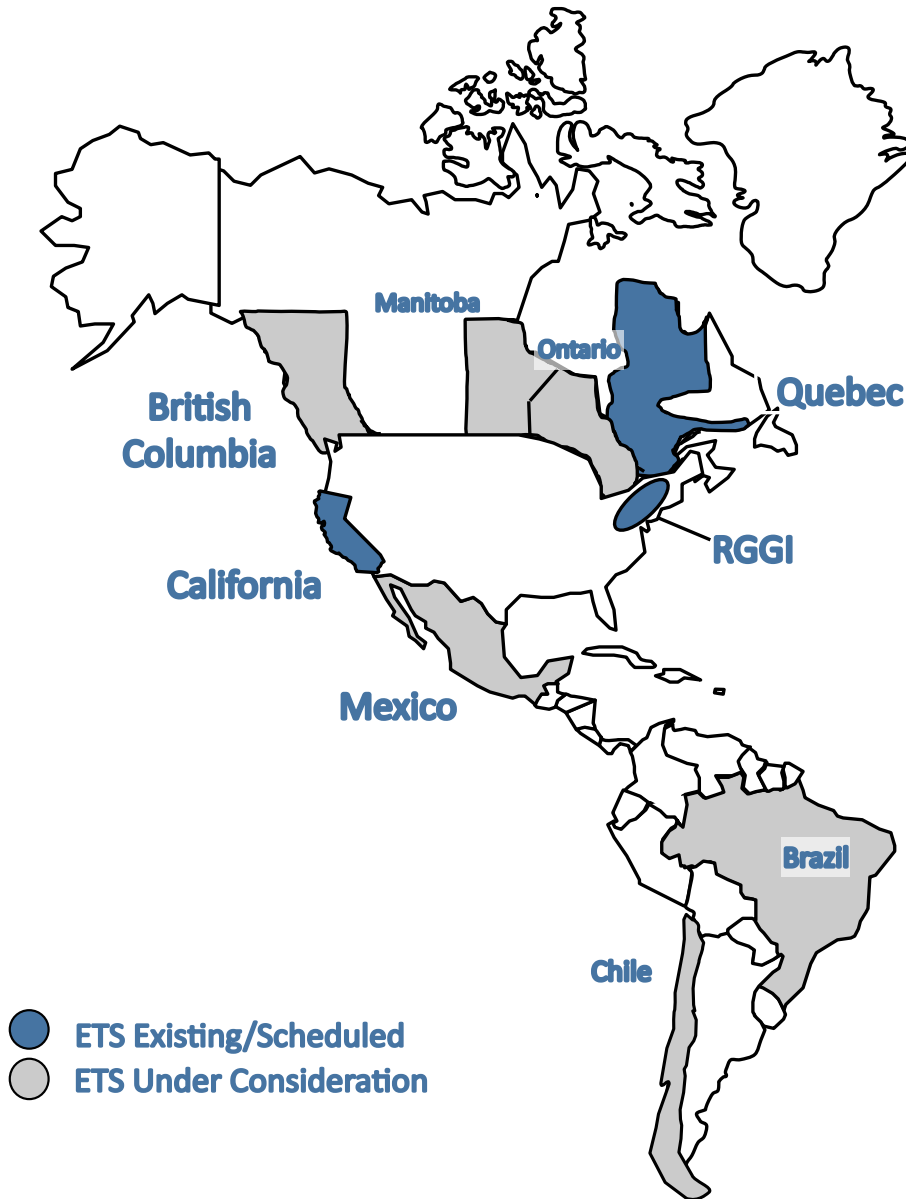 Manitoba
Ontario
Quebec
British
Columbia
RGGI
California
Mexico
Brazil
Chile
ETS Existing/Scheduled
ETS Under Consideration